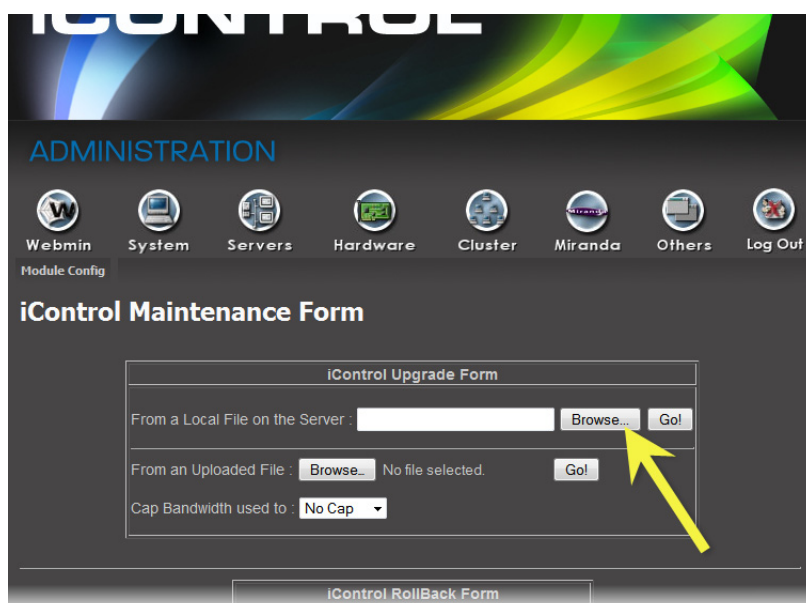 iCONTROL
ADMINISTRATION
Webmin System Servers Hardware Cluster Miranda Others Log Out
Module Config
iControl Maintenance Form
iControl Upgrade Form
From a Local File on the Server : Browse... Go!
From an Uploaded File : Browse... No file selected. Go!
Cap Bandwidth used to : No Cap
iControl RollBack Form